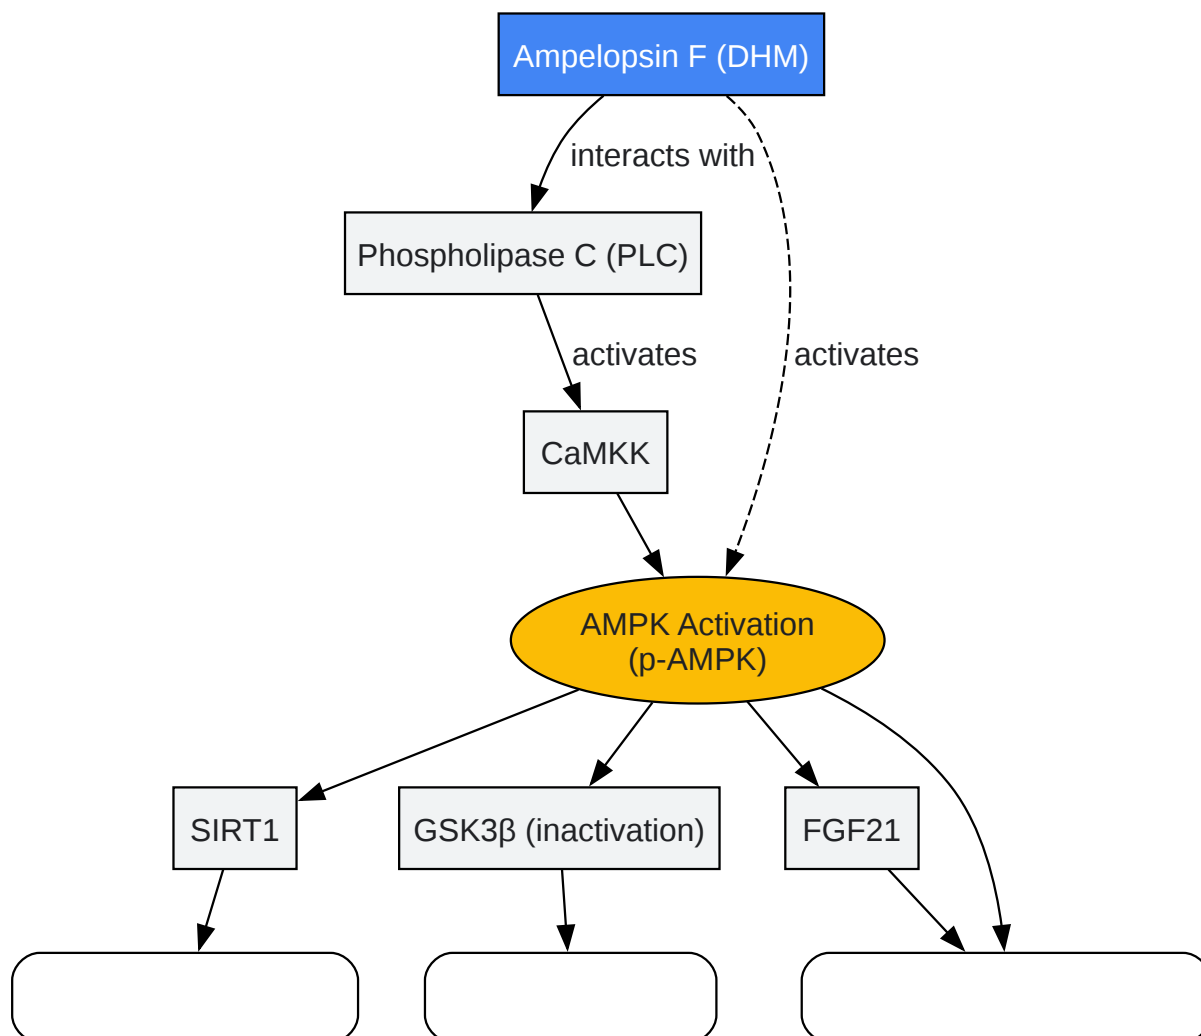 Ampelopsin F (DHM)
interacts with
Phospholipase C (PLC)
activates
activates
CaMKK
AMPK Activation
(p-AMPK)
SIRT1
GSK3β (inactivation)
FGF21